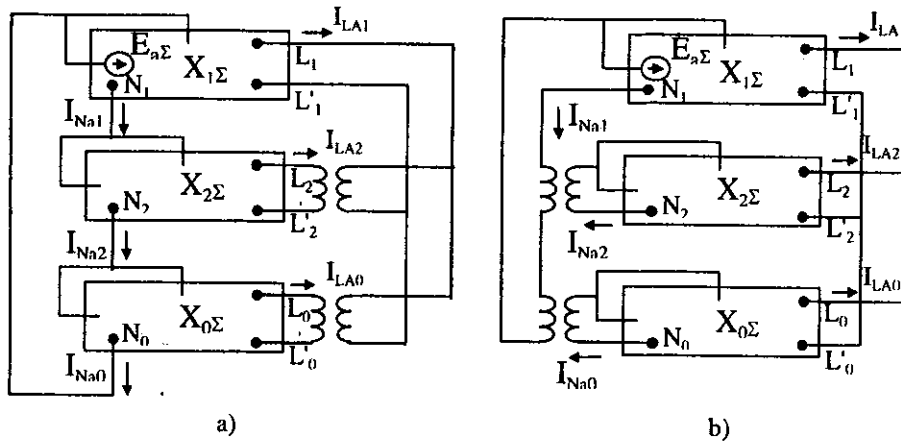 I_LA1
E_aΣ
X_1Σ
L_1
N_1
L'_1
I_Na1
I_LA2
X_2Σ
L_2
N_2
L'_2
I_Na2
I_LA0
X_0Σ
L_0
N_0
L'_0
I_Na0
a)
I_LA
E_aΣ
X_1Σ
L_1
N_1
L'_1
I_Na1
I_LA2
X_2Σ
L_2
N_2
L'_2
I_Na2
I_LA0
X_0Σ
L_0
N_0
L'_0
I_Na0
b)